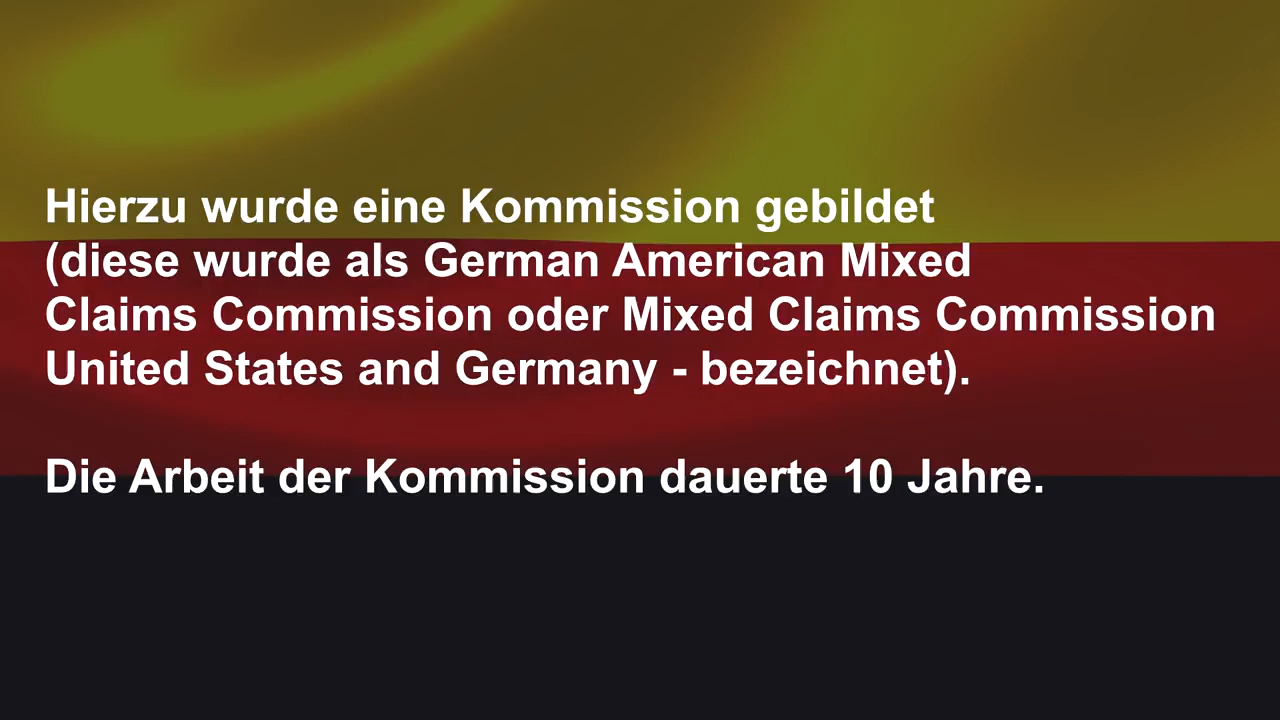 Hierzu wurde eine Kommission gebildet
(diese wurde als German American Mixed
Claims Commission oder Mixed Claims Commission
United States and Germany - bezeichnet).
Die Arbeit der Kommission dauerte 10 Jahre.